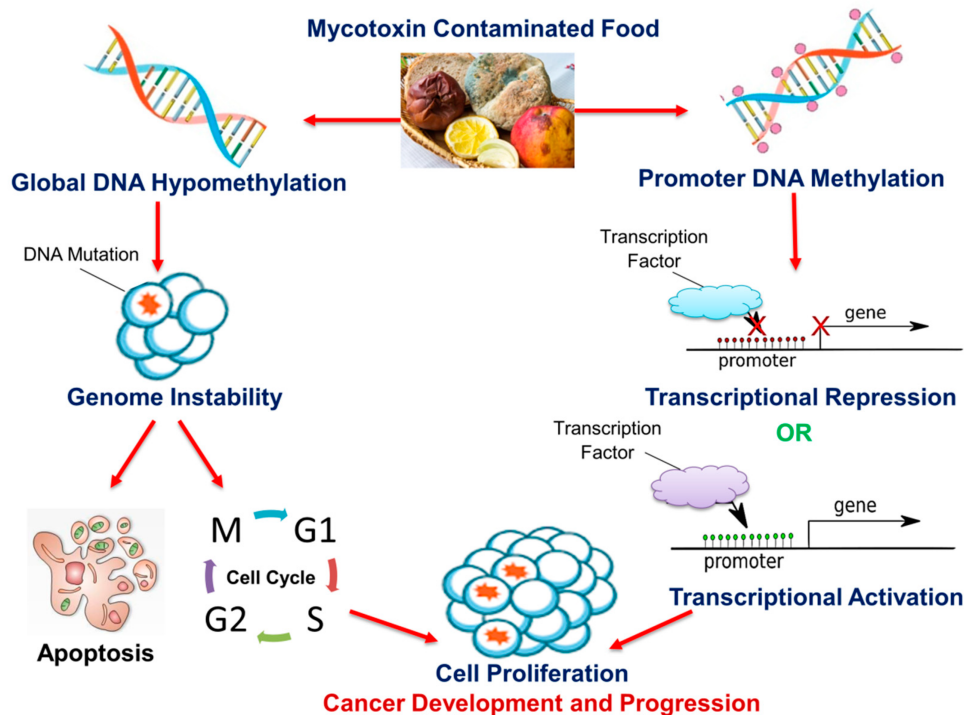 Mycotoxin Contaminated Food
Global DNA Hypomethylation
Promoter DNA Methylation
DNA Mutation
Transcription
Factor
gene
promoter
Genome Instability
Transcriptional Repression
OR
Transcription
Factor
gene
promoter
Transcriptional Activation
M
G1
Cell Cycle
G2
S
Apoptosis
Cell Proliferation
Cancer Development and Progression